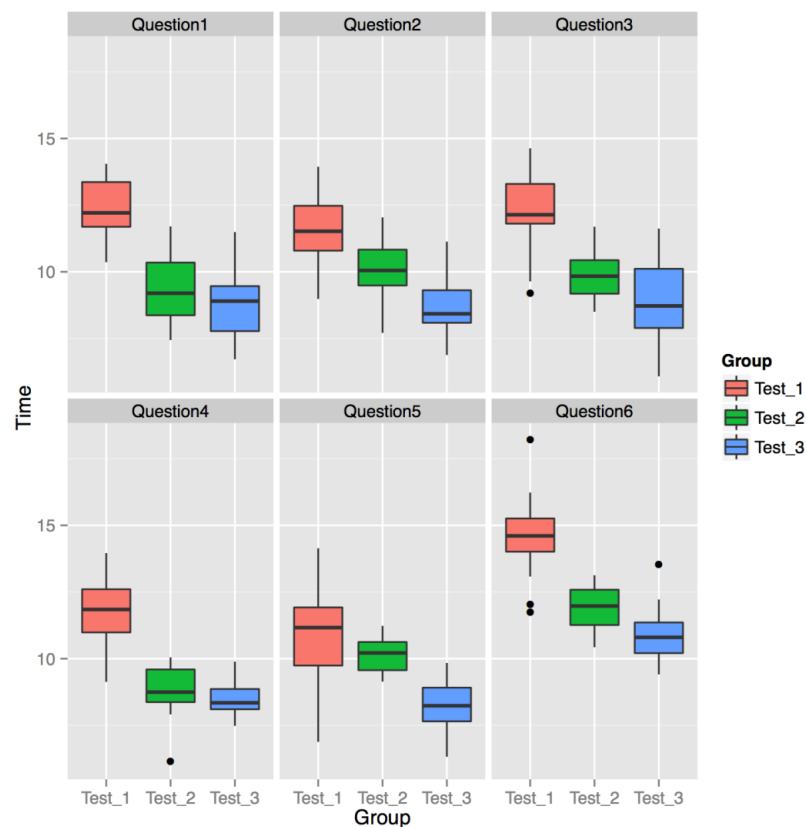 Question1 Question2 Question3
15
10
Time
Group
Test_1
Test_2
Test_3
Question4 Question5 Question6
15
10
Test_1 Test_2 Test_3 Test_1 Test_2 Test_3 Test_1 Test_2 Test_3
Group